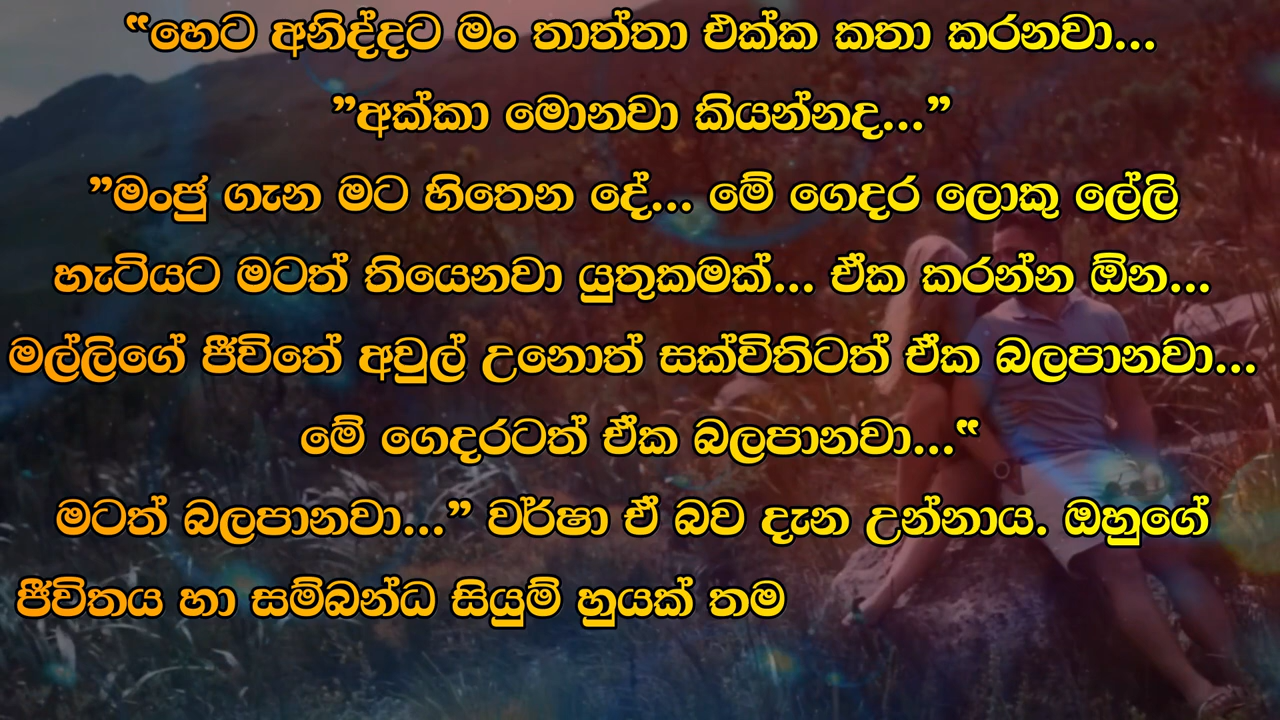 “හෙට අනිද්දට මං තාත්තා එක්ක කතා කරනවා...
”අක්කා මොනවා කියන්නද...”
”මංජු ගැන මට හිතෙන දේ... මේ ගෙදර ලොකු ලේලි
හැටියට මටත් තියෙනවා යුතුකමක්... ඒක කරන්න ඕන...
මල්ලිගේ ජීවිතේ අවුල් උනොත් සක්විතිටත් ඒක බලපානවා...
මේ ගෙදරටත් ඒක බලපානවා...“
මටත් බලපානවා...” වර්ෂා ඒ බව දැන උන්නාය. ඔහුගේ
ජීවිතය හා සම්බන්ධ සියුම් හුයක් තම